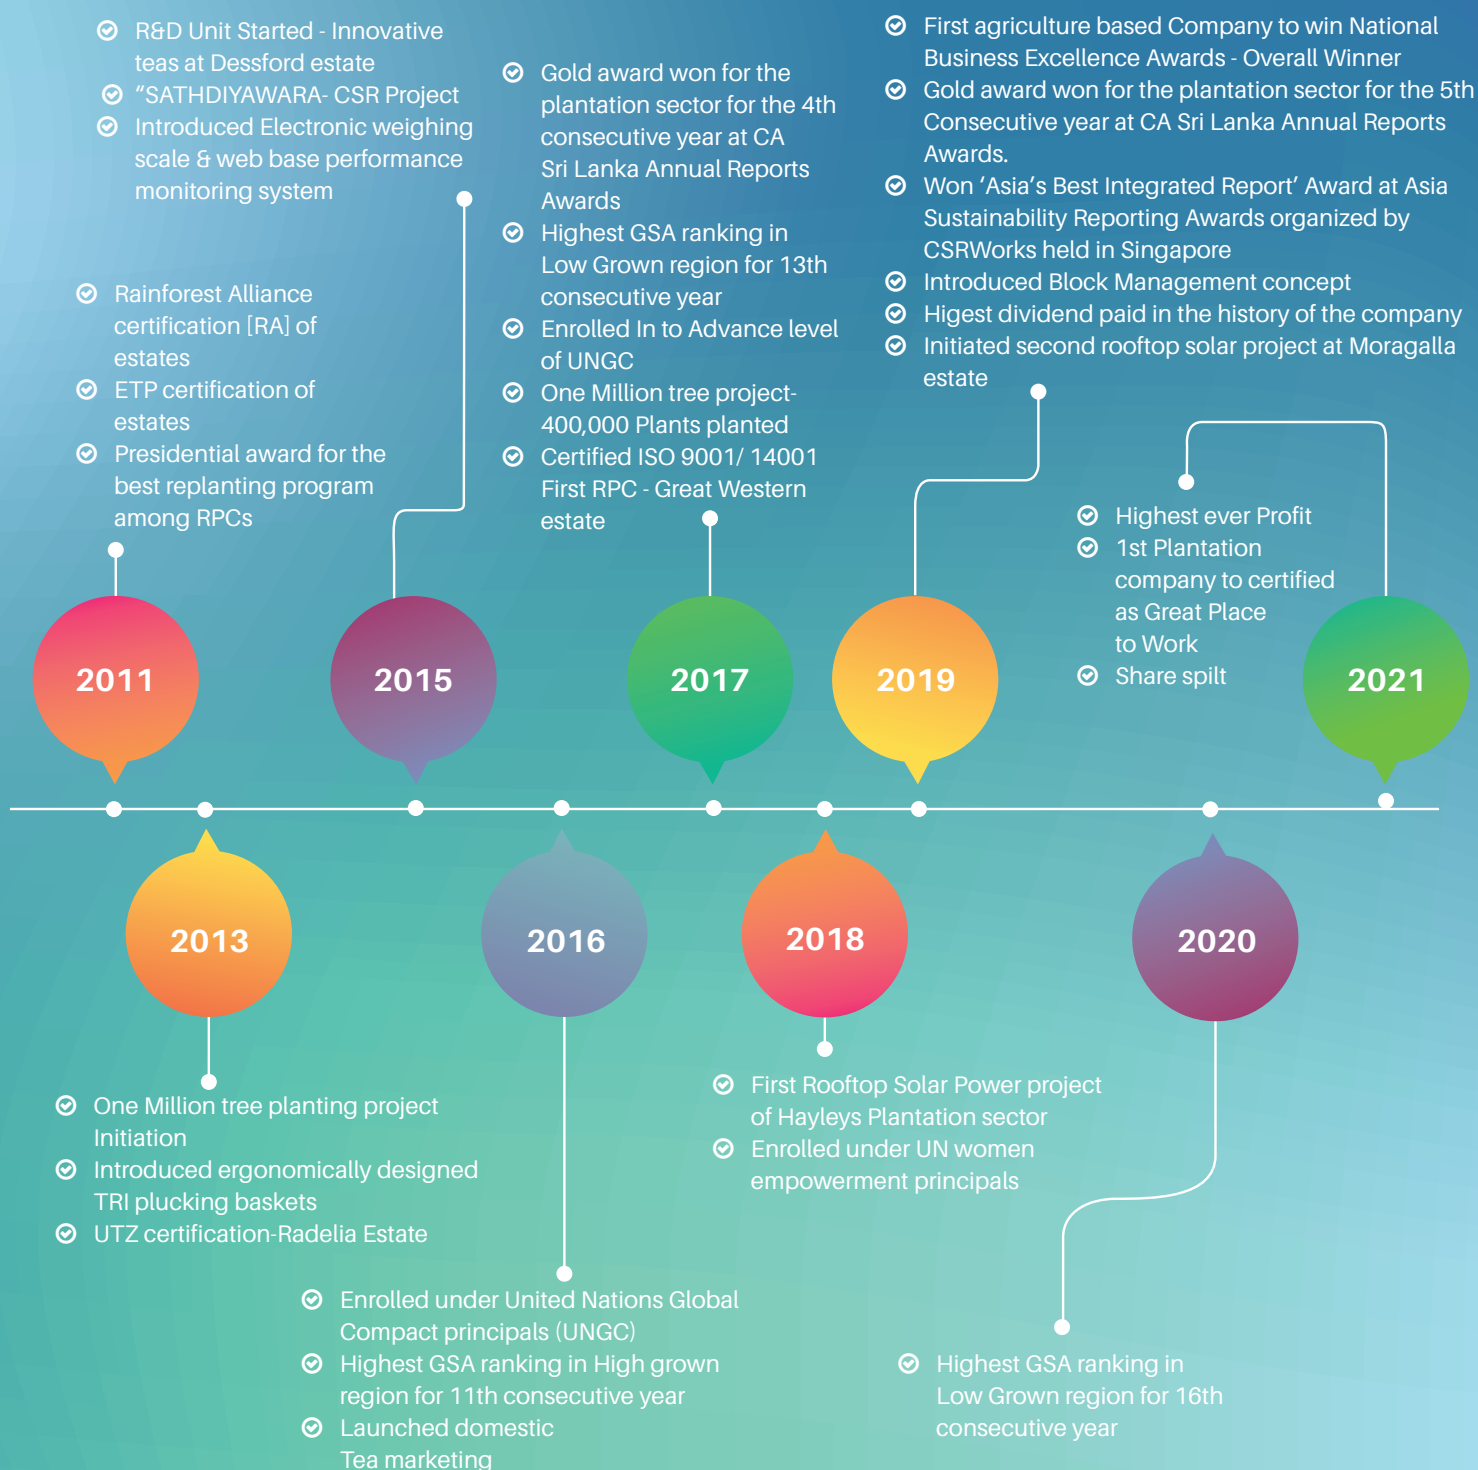 R&D Unit Started - Innovative
teas at Dessford estate
“SATHDIYAWARA- CSR Project
Introduced Electronic weighing
scale & web base performance
monitoring system
Gold award won for the
plantation sector for the 4th
consecutive year at CA
Sri Lanka Annual Reports
Awards
Highest GSA ranking in
Low Grown region for 13th
consecutive year
Enrolled In to Advance level
of UNGC
One Million tree project-
400,000 Plants planted
Certified ISO 9001/ 14001
First RPC - Great Western
estate
First agriculture based Company to win National
Business Excellence Awards - Overall Winner
Gold award won for the plantation sector for the 5th
Consecutive year at CA Sri Lanka Annual Reports
Awards.
Won ‘Asia’s Best Integrated Report’ Award at Asia
Sustainability Reporting Awards organized by
CSRWorks held in Singapore
Introduced Block Management concept
Higest dividend paid in the history of the company
Initiated second rooftop solar project at Moragalla
estate
Rainforest Alliance
certification [RA] of
estates
ETP certification of
estates
Presidential award for the
best replanting program
among RPCs
Highest ever Profit
1st Plantation
company to certified
as Great Place
to Work
Share spilt
2011
2015
2017
2019
2021
2013
2016
2018
2020
One Million tree planting project
Initiation
Introduced ergonomically designed
TRI plucking baskets
UTZ certification-Radelia Estate
First Rooftop Solar Power project
of Hayleys Plantation sector
Enrolled under UN women
empowerment principals
Enrolled under United Nations Global
Compact principals (UNGC)
Highest GSA ranking in High grown
region for 11th consecutive year
Launched domestic
Tea marketing
Highest GSA ranking in
Low Grown region for 16th
consecutive year